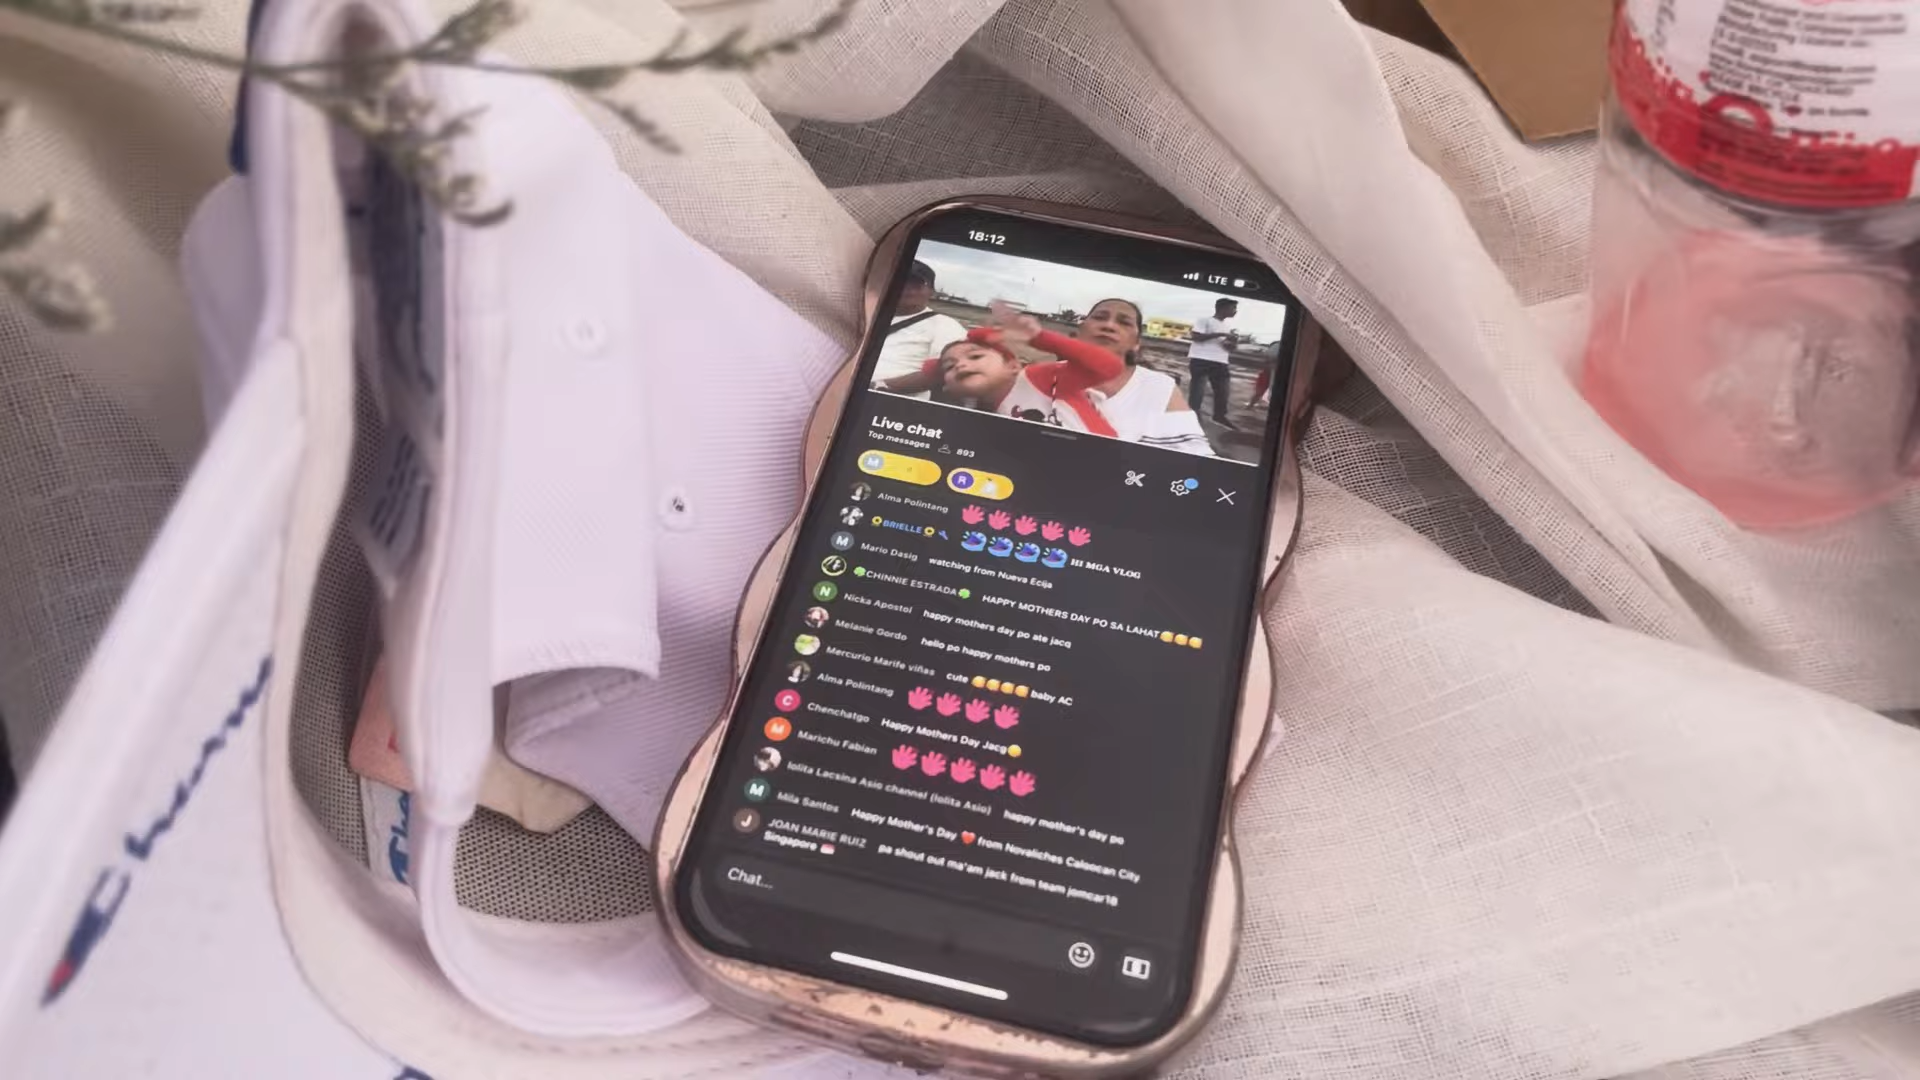 18:12
LTE
Live chat
Top messages 893
M
R
Alma Polintang
BRIELLE HI MGA VLOG
M Mario Dasig watching from Nueva Ecija
CHINNIE ESTRADA HAPPY MOTHERS DAY PO SA LAHAT
N Nicka Apostol happy mothers day po ate jacq
Melanie Gordo hello po happy mothers po
Mercurio Marife viñas cute baby AC
Alma Polintang
C Chenchatgo Happy Mothers Day Jacq
M Marichu Fabian
lolita Lacsina Asio channel (lolita Asio) happy mother's day po
M Mila Santos Happy Mother's Day from Novaliches Caloocan City
J JOAN MARIE RUIZ pa shout out ma'am jack from team jomcar18
Singapore
Chat...
Champion
The